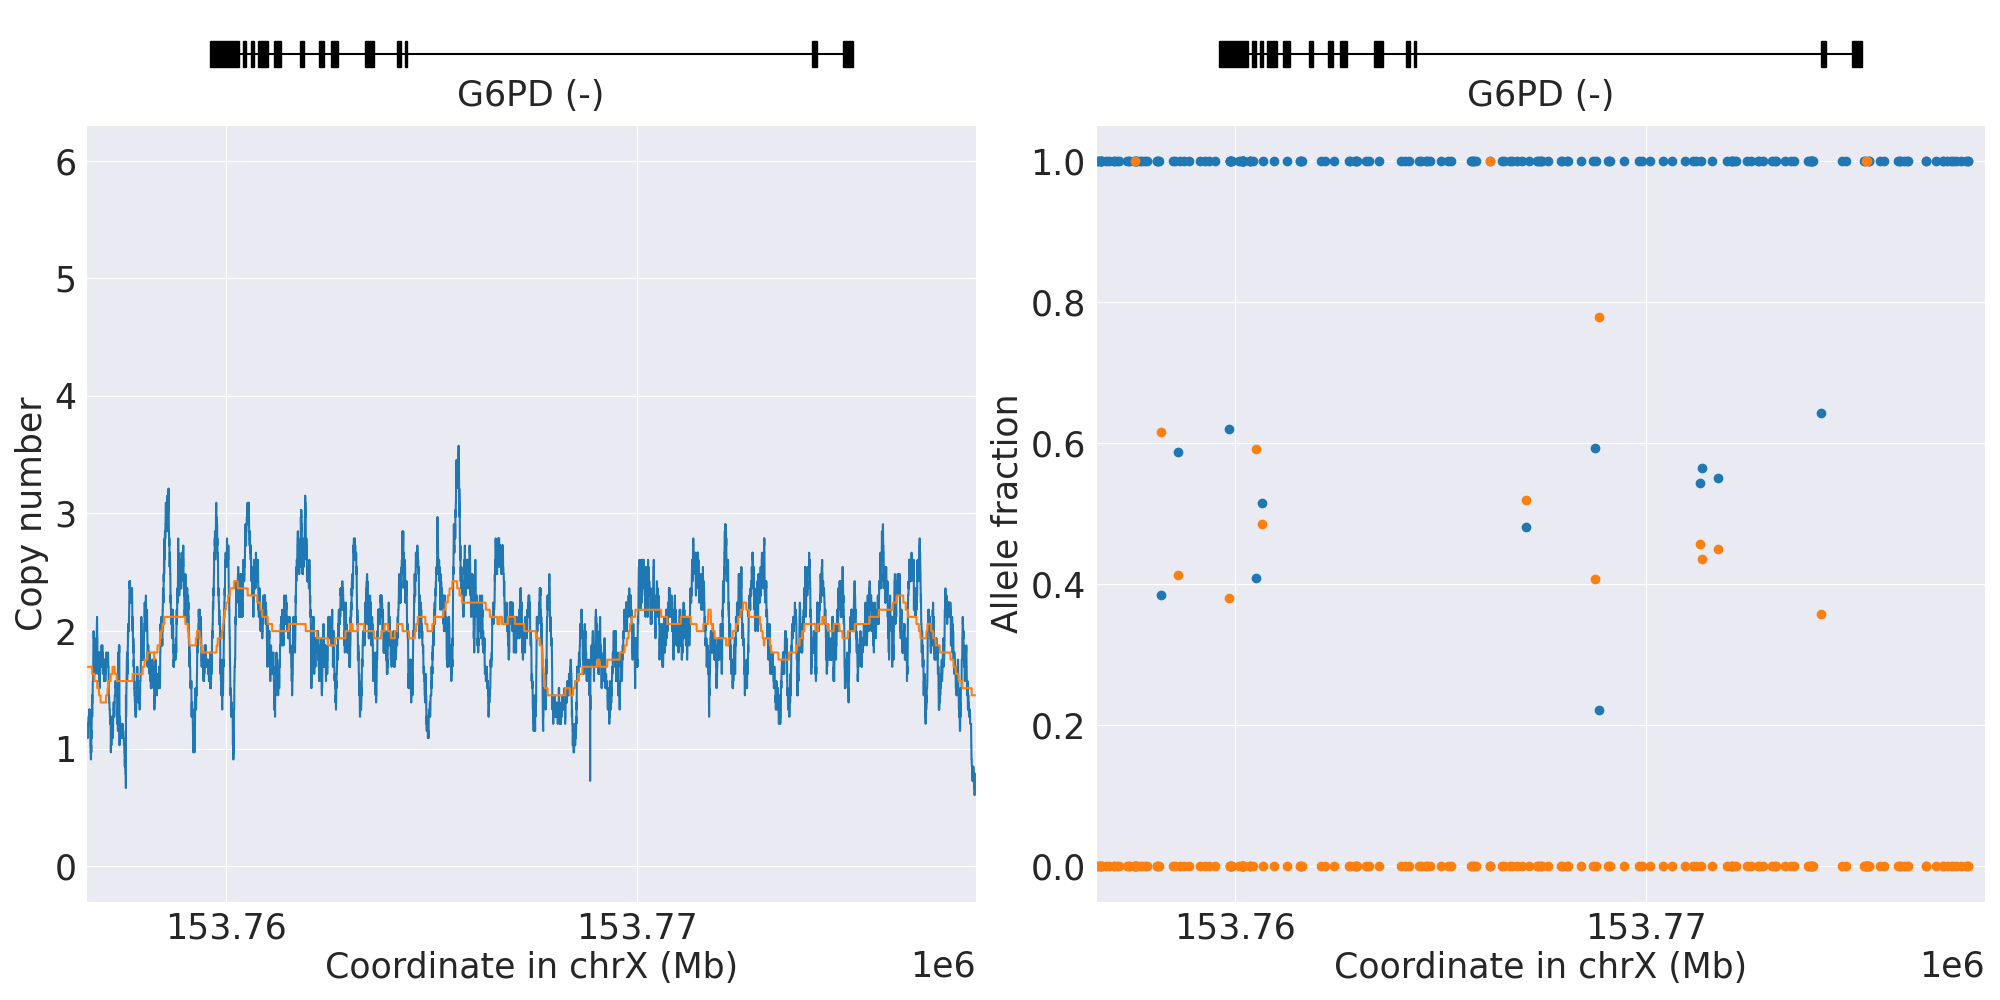 G6PD (-)
6
5
4
3
2
1
0
Copy number
153.76
153.77
Coordinate in chrX (Mb)
1e6
G6PD (-)
1.0
0.8
0.6
0.4
0.2
0.0
Allele fraction
153.76
153.77
Coordinate in chrX (Mb)
1e6